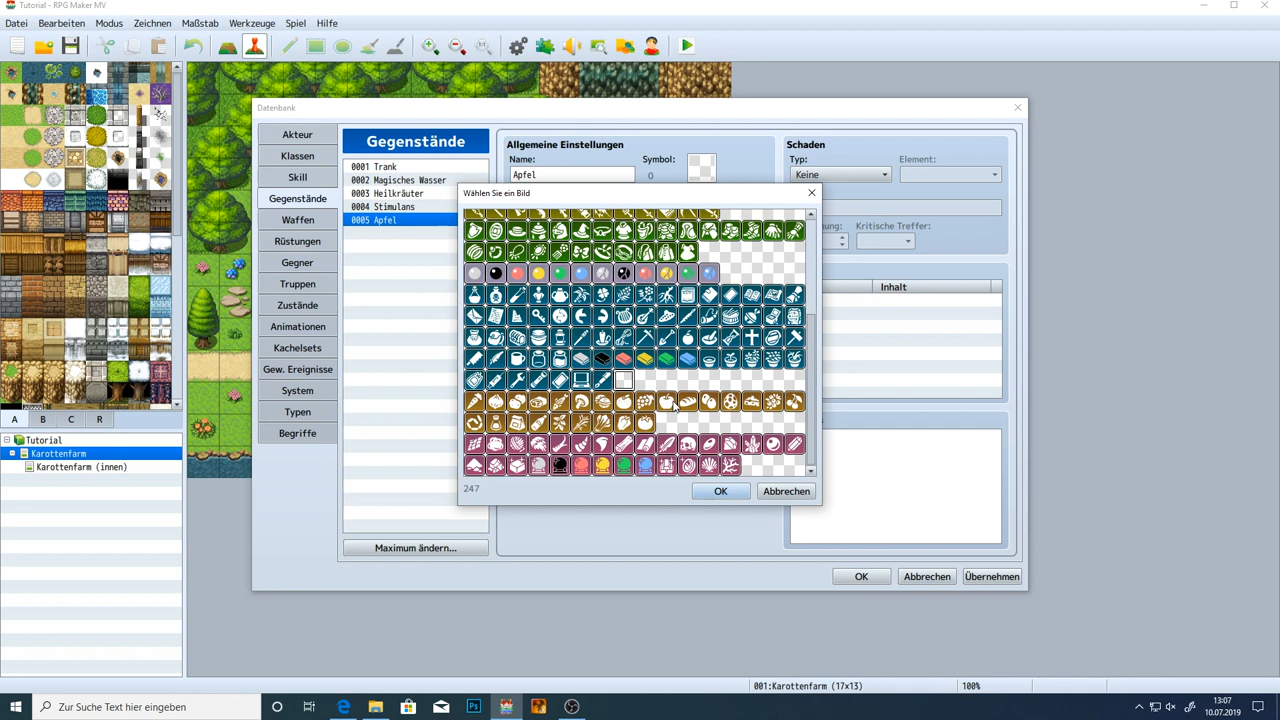 Tutorial - RPG Maker MV
Datei Bearbeiten Modus Zeichnen Maßstab Werkzeuge Spiel Hilfe
Datenbank
Akteur
Klassen
Skill
Gegenstände
Waffen
Rüstungen
Gegner
Truppen
Zustände
Animationen
Kachelsets
Gew. Ereignisse
System
Typen
Begriffe
Gegenstände
0001 Trank
0002 Magisches Wasser
0003 Heilkräuter
0004 Stimulans
0005 Apfel
Maximum ändern...
Allgemeine Einstellungen
Name: Symbol:
Apfel 0
Schaden
Typ: Element:
Keine
Kritische Treffer:
Inhalt
Wählen Sie ein Bild
247
OK Abbrechen
OK Abbrechen Übernehmen
A B C D R
Tutorial
Karottenfarm
Karottenfarm (innen)
001:Karottenfarm (17×13) 100%
Zur Suche Text hier eingeben
Ps
13:07
10.07.2019